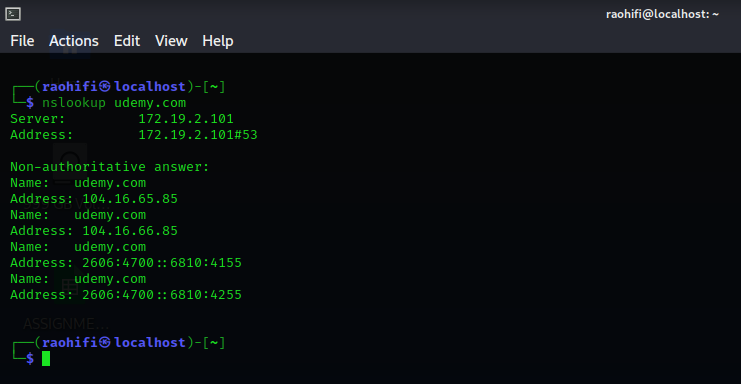 raohifi@localhost: ~
File Actions Edit View Help
┌──(raohifi㉿localhost)-[~]
└─$ nslookup udemy.com
Server:         172.19.2.101
Address:        172.19.2.101#53
Non-authoritative answer:
Name:   udemy.com
Address: 104.16.65.85
Name:   udemy.com
Address: 104.16.66.85
Name:   udemy.com
Address: 2606:4700::6810:4155
Name:   udemy.com
Address: 2606:4700::6810:4255
ASSIGNME...
┌──(raohifi㉿localhost)-[~]
└─$